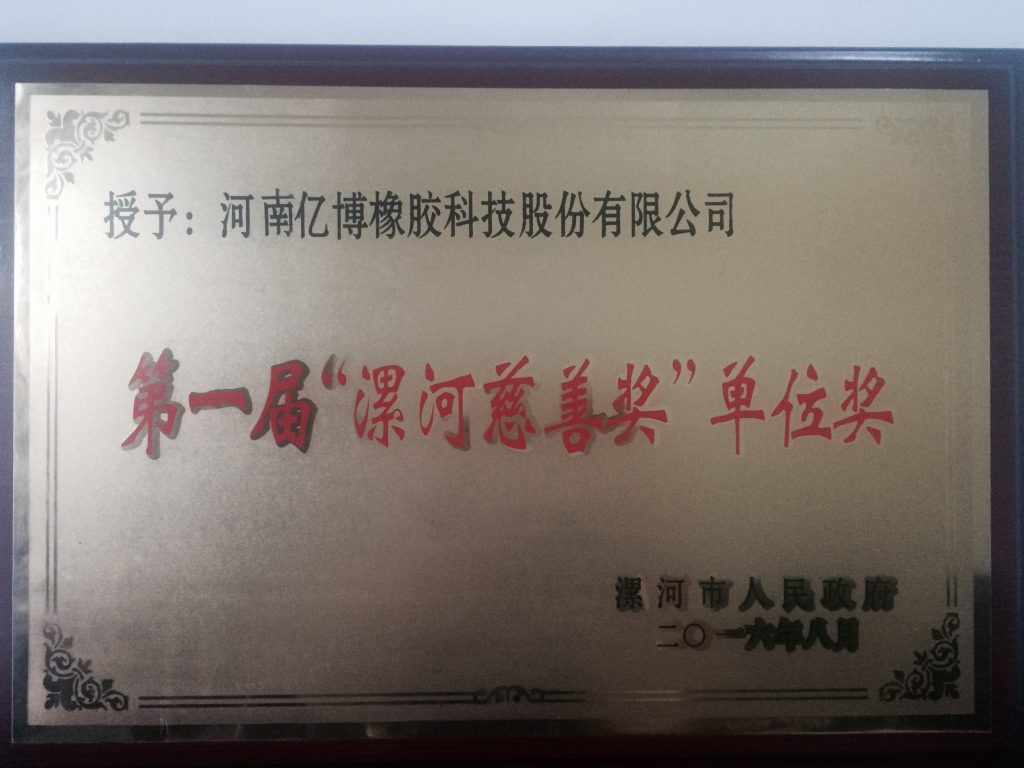 授予：河南亿博橡胶科技股份有限公司
第一届“漯河慈善奖”单位奖
漯河市人民政府
二〇一六年八月